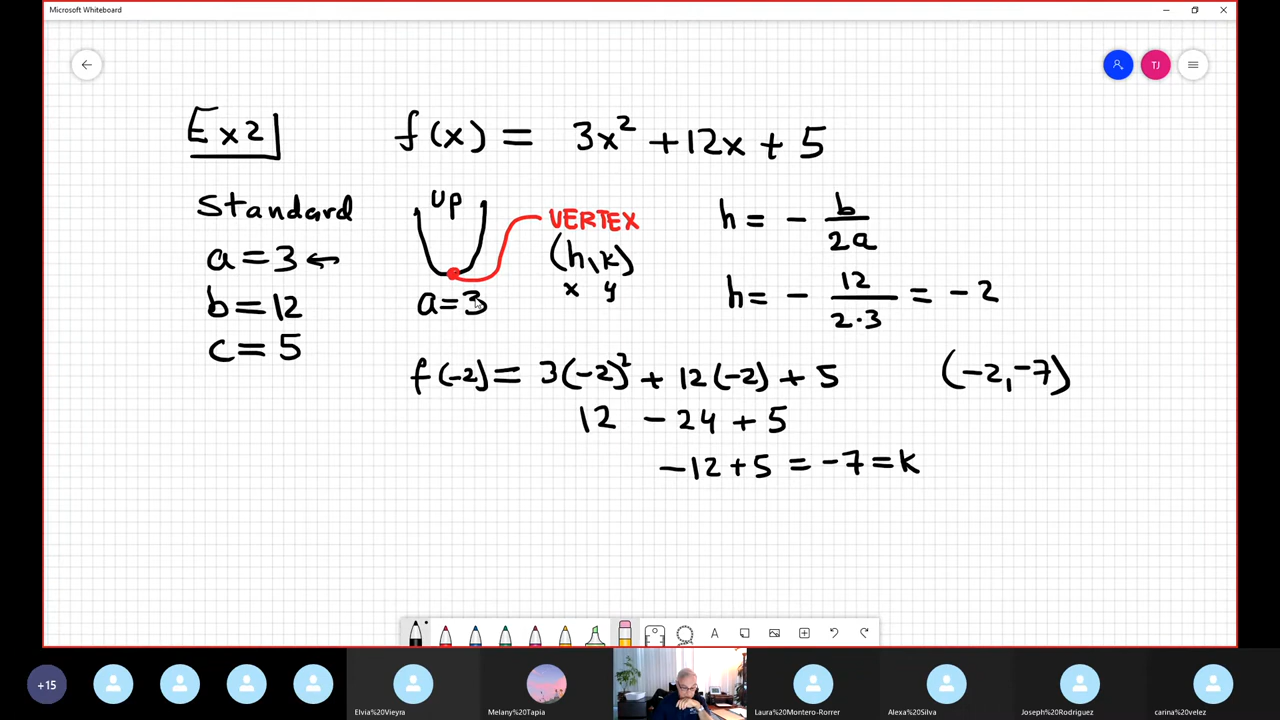 Microsoft Whiteboard
TJ
Ex2
f(x) = 3x² + 12x + 5
Standard
a = 3 ←
b = 12
c = 5
UP
a = 3
VERTEX
(h,k)
x y
h = - b/2a
h = - 12/2·3 = -2
f(-2) = 3(-2)² + 12(-2) + 5
12 - 24 + 5
-12 + 5 = -7 = k
(-2,-7)
A
+15
Elvia%20Vieyra
Melany%20Tapia
Laura%20Montero-Rorrer
Alexa%20Silva
Joseph%20Rodriguez
carina%20velez